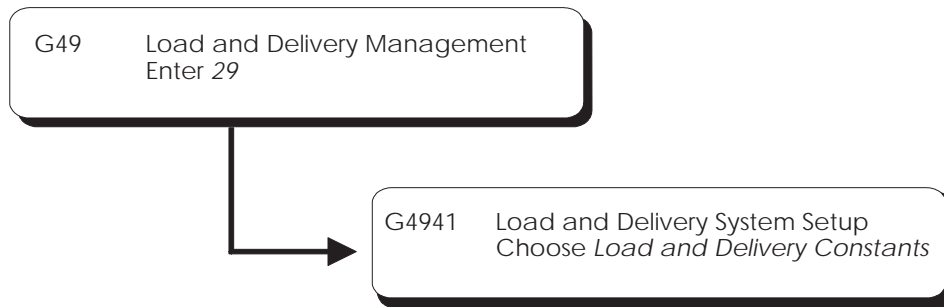 G49 Load and Delivery Management
Enter 29
G4941 Load and Delivery System Setup
Choose Load and Delivery Constants